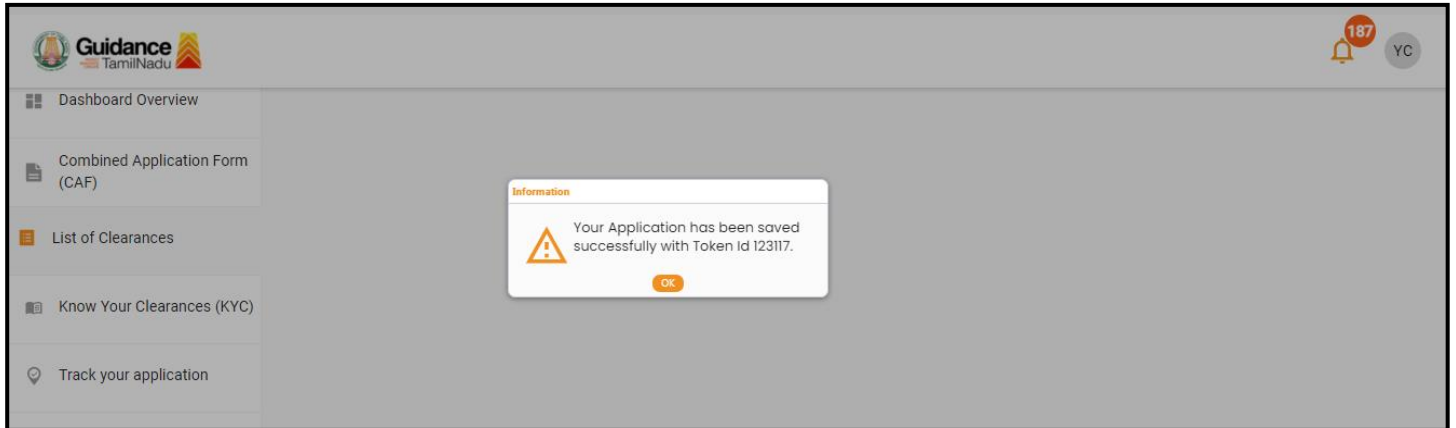 Guidance
TamilNadu
187
YC
Dashboard Overview
Combined Application Form
(CAF)
List of Clearances
Know Your Clearances (KYC)
Track your application
Information
Your Application has been saved
successfully with Token Id 123117.
OK